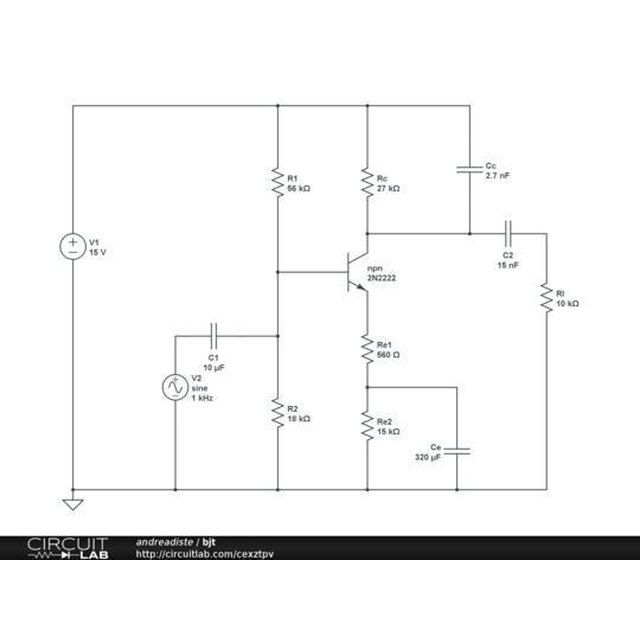 R1
56 kΩ
Rc
27 kΩ
Cc
2.7 nF
+
−
V1
15 V
C2
15 nF
npn
2N2222
Rl
10 kΩ
Re1
560 Ω
C1
10 µF
V2
sine
1 kHz
R2
18 kΩ
Re2
15 kΩ
Ce
320 µF
CIRCUIT
LAB
andreadiste / bjt
http://circuitlab.com/cexztpv